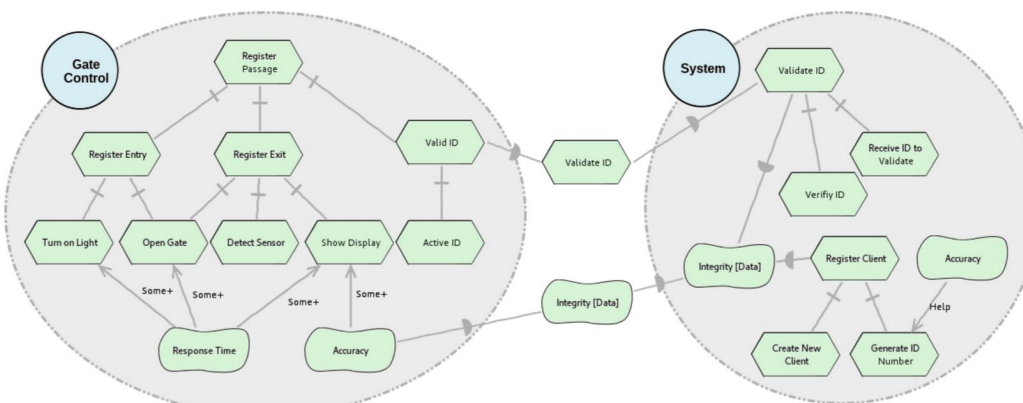 Gate
Control
Register
Passage
Register Entry
Register Exit
Valid ID
Turn on Light
Open Gate
Detect Sensor
Show Display
Active ID
Some+
Some+
Some+
Some+
Response Time
Accuracy
Validate ID
Integrity [Data]
System
Validate ID
Receive ID to
Validate
Verifiy ID
Integrity [Data]
Register Client
Accuracy
Help
Create New
Client
Generate ID
Number